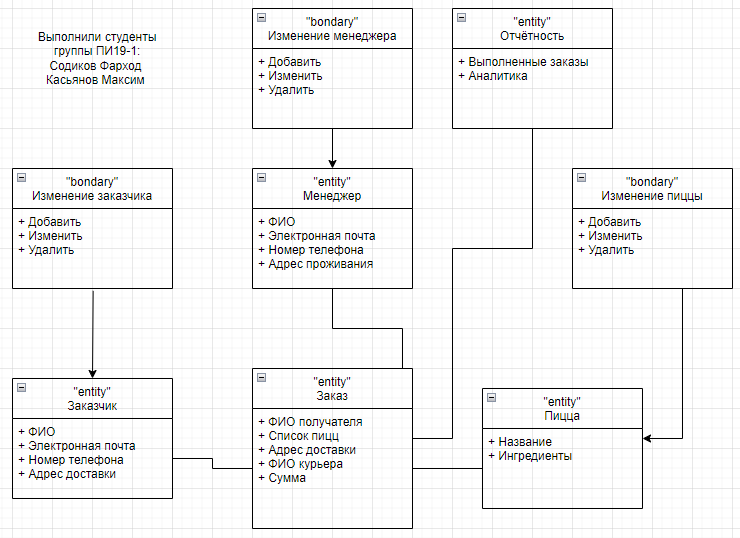 Выполнили студенты
группы ПИ19-1:
Содиков Фарход
Касьянов Максим
"bondary"
Изменение менеджера
+ Добавить
+ Изменить
+ Удалить
"entity"
Отчётность
+ Выполненные заказы
+ Аналитика
"bondary"
Изменение заказчика
+ Добавить
+ Изменить
+ Удалить
"entity"
Менеджер
+ ФИО
+ Электронная почта
+ Номер телефона
+ Адрес проживания
"bondary"
Изменение пиццы
+ Добавить
+ Изменить
+ Удалить
"entity"
Заказчик
+ ФИО
+ Электронная почта
+ Номер телефона
+ Адрес доставки
"entity"
Заказ
+ ФИО получателя
+ Список пицц
+ Адрес доставки
+ ФИО курьера
+ Сумма
"entity"
Пицца
+ Название
+ Ингредиенты